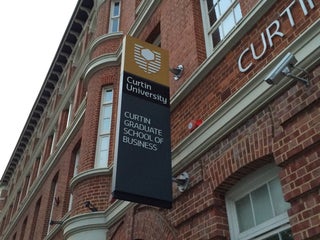 Curtin
University
CURTIN
GRADUATE
SCHOOL OF
BUSINESS
CURTIN